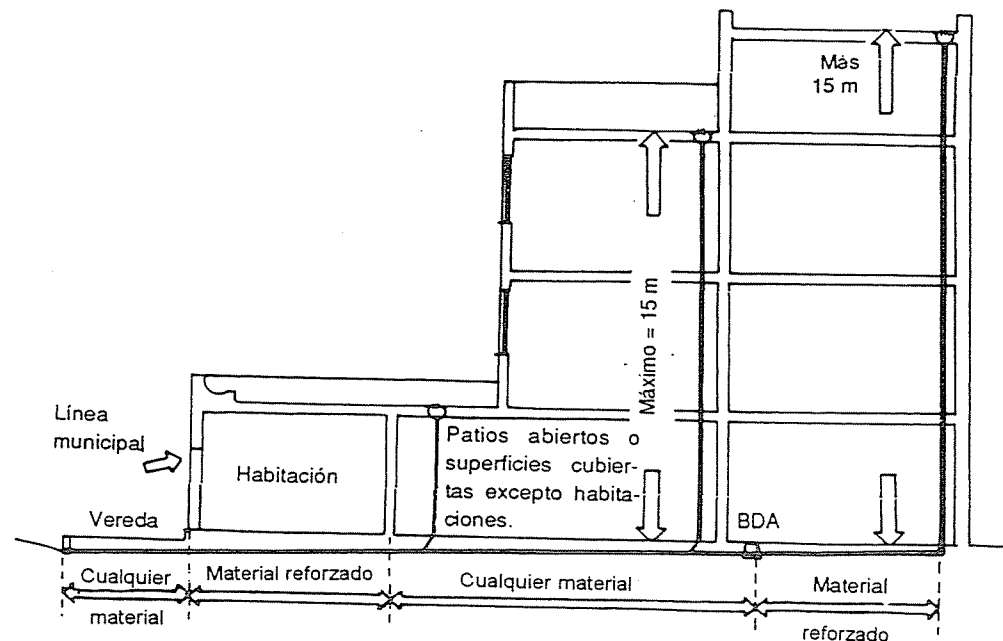 Más
15 m
Máximo = 15 m
Línea
municipal
Habitación
Patios abiertos o
superficies cubier-
tas excepto habita-
ciones.
Vereda
BDA
Cualquier
material
Material reforzado
Cualquier material
Material
reforzado